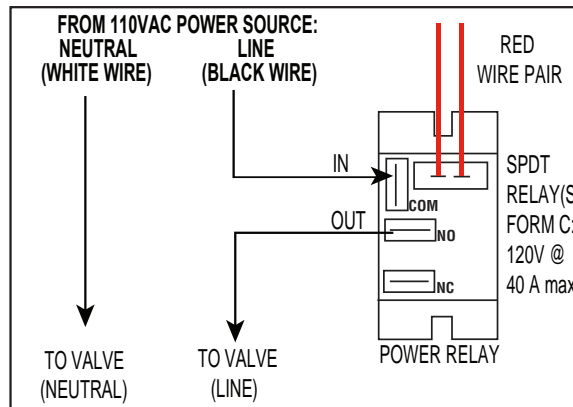 FROM 110VAC POWER SOURCE:
NEUTRAL
(WHITE WIRE)
LINE
(BLACK WIRE)
RED
WIRE PAIR
IN
COM
OUT
NO
NC
SPDT
RELAY(S
FORM C:
120V @
40 A max
POWER RELAY
TO VALVE
(NEUTRAL)
TO VALVE
(LINE)